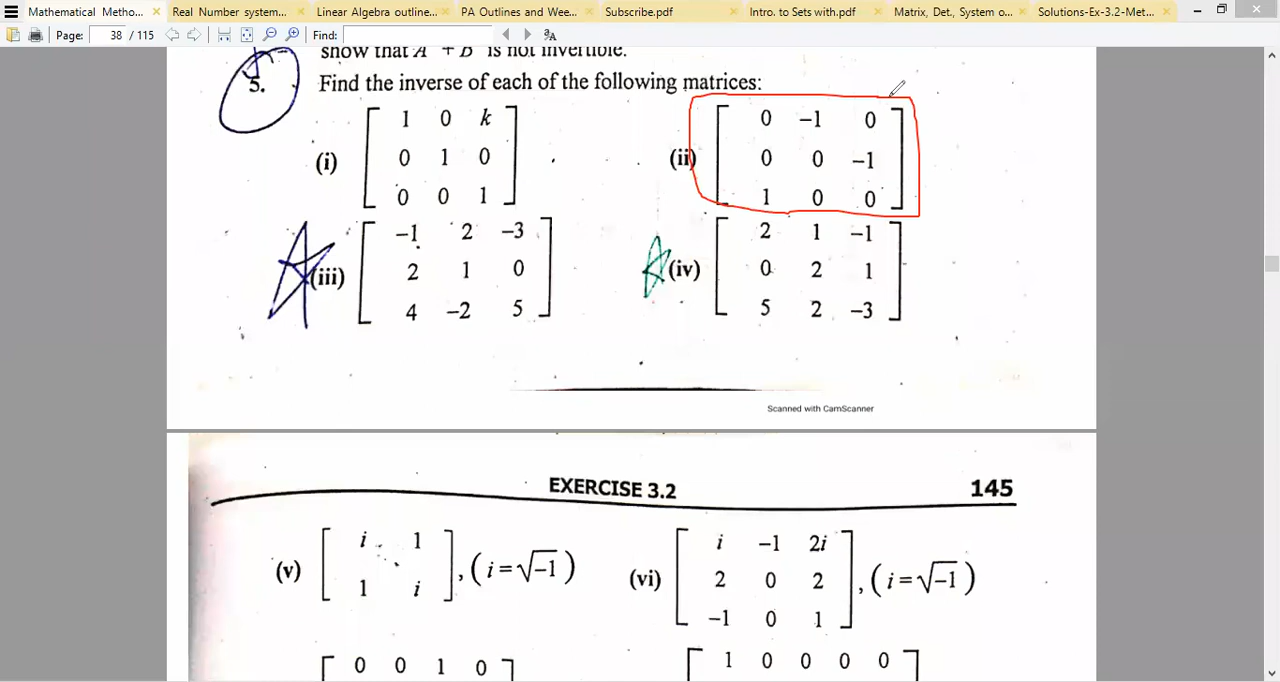 Mathematical Metho... Real Number system... Linear Algebra outline... PA Outlines and Wee... Subscribe.pdf Intro. to Sets with.pdf Matrix, Det., System o... Solutions-Ex-3.2-Met...
Page: 38 / 115 Find:
show that A + B is not invertible.
5. Find the inverse of each of the following matrices:
(i) [ 1 0 k
0 1 0
0 0 1 ]
(ii) [ 0 -1 0
0 0 -1
1 0 0 ]
(iii) [ -1 2 -3
2 1 0
4 -2 5 ]
(iv) [ 2 1 -1
0 2 1
5 2 -3 ]
Scanned with CamScanner
EXERCISE 3.2 145
(v) [ i 1
1 i ] , ( i = √-1 )
(vi) [ i -1 2i
2 0 2
-1 0 1 ] , ( i = √-1 )
[ 0 0 1 0 ]
[ 1 0 0 0 0 ]